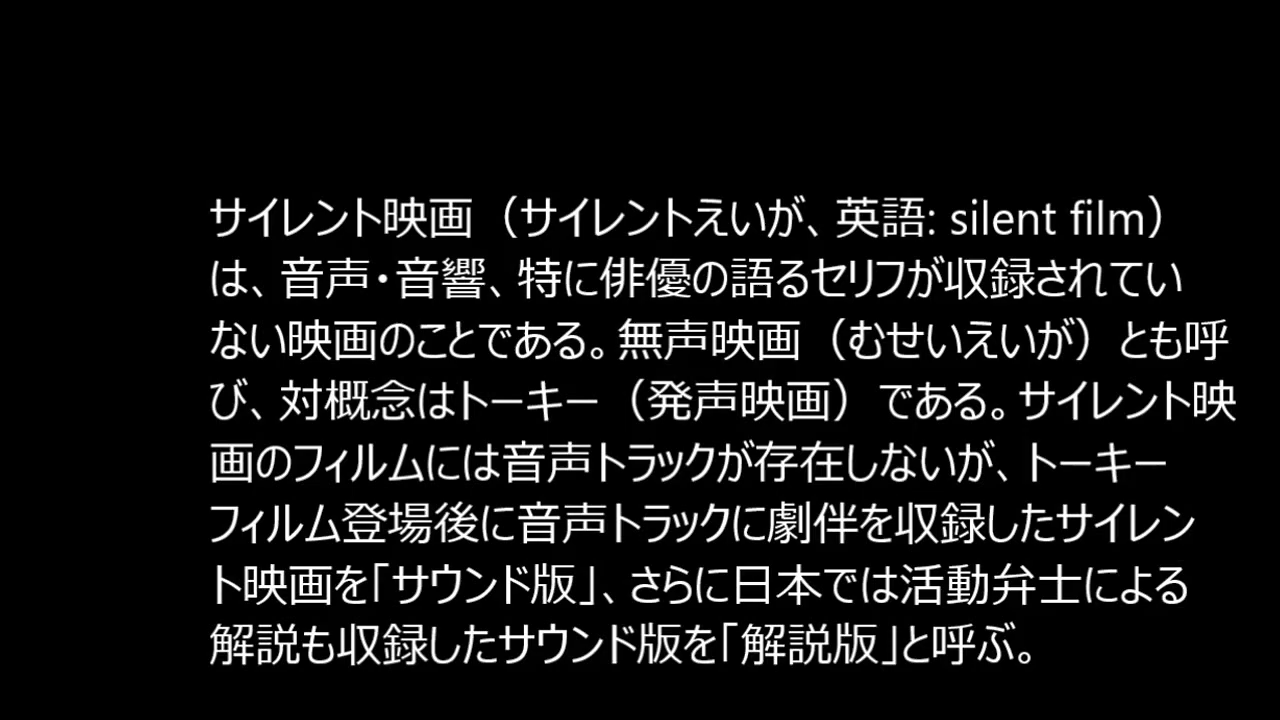 サイレント映画（サイレントえいが、英語: silent film）
は、音声・音響、特に俳優の語るセリフが収録されてい
ない映画のことである。無声映画（むせいえいが）とも呼
び、対概念はトーキー（発声映画）である。サイレント映
画のフィルムには音声トラックが存在しないが、トーキー
フィルム登場後に音声トラックに劇伴を収録したサイレン
ト映画を「サウンド版」、さらに日本では活動弁士による
解説も収録したサウンド版を「解説版」と呼ぶ。